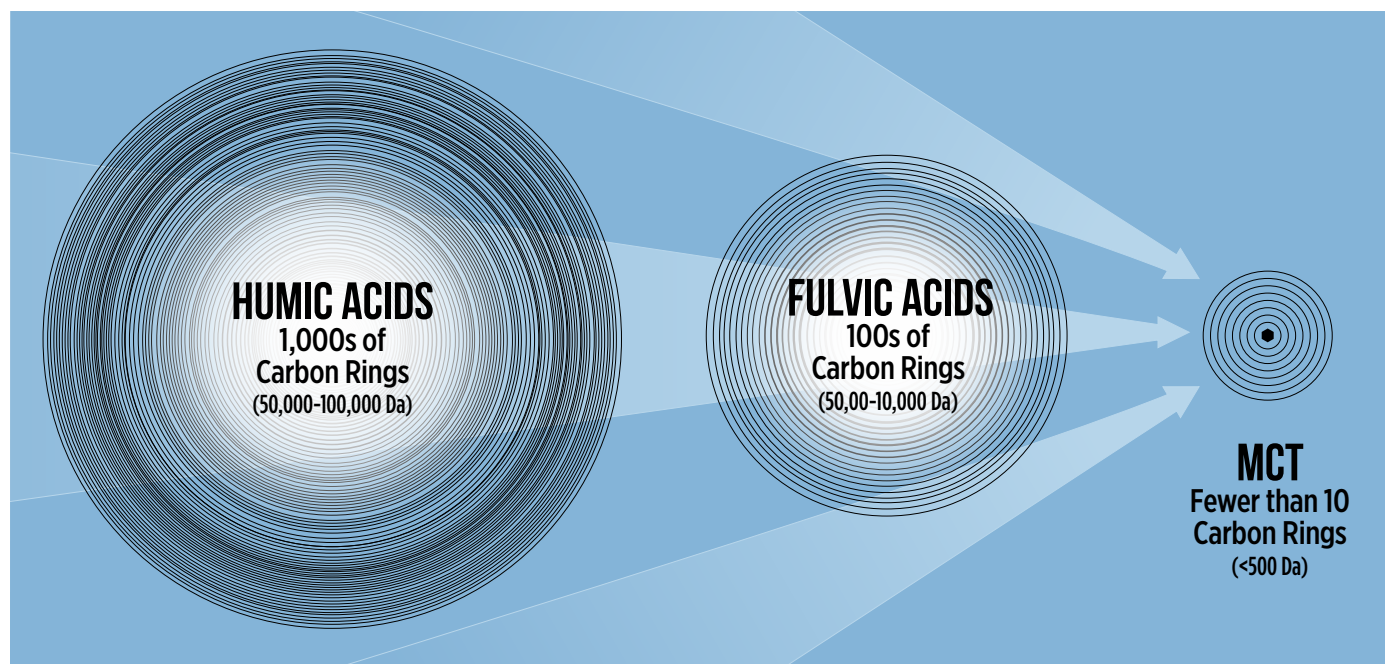 HUMIC ACIDS
1,000s of
Carbon Rings
(50,000-100,000 Da)
FULVIC ACIDS
100s of
Carbon Rings
(50,00-10,000 Da)
MCT
Fewer than 10
Carbon Rings
(<500 Da)